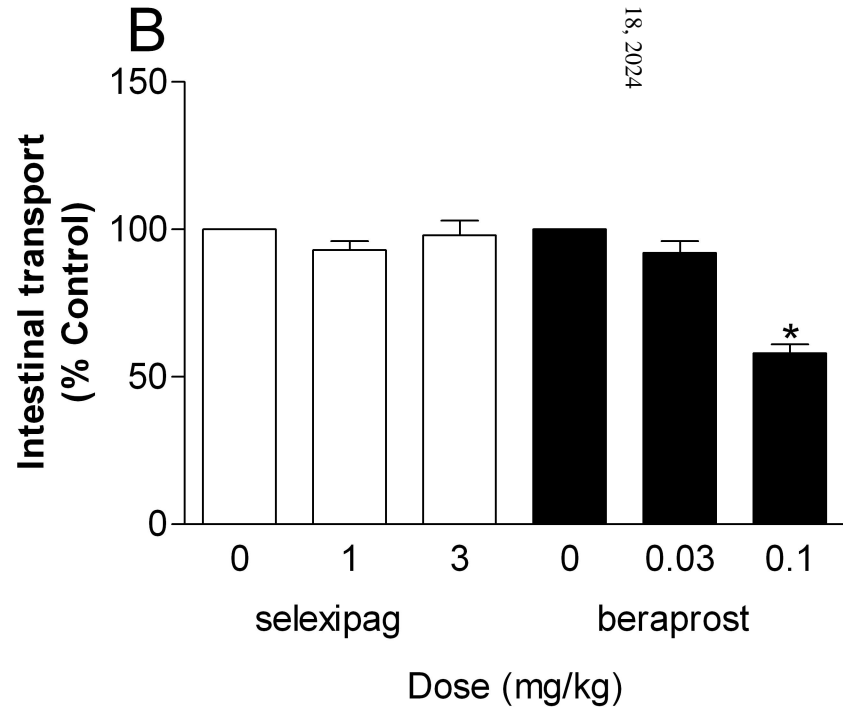 B
18, 2024
150
100
50
0
Intestinal transport
(% Control)
*
0 1 3 0 0.03 0.1
selexipag beraprost
Dose (mg/kg)